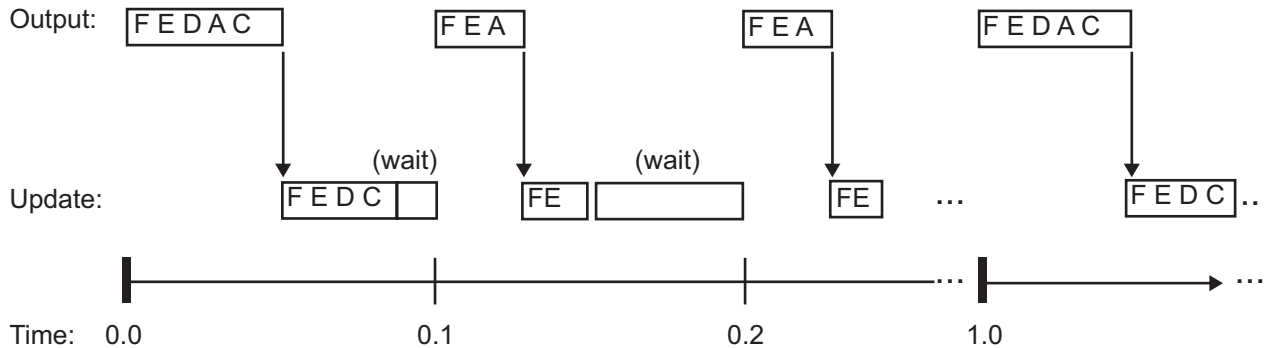 Output: F E D A C F E A F E A F E D A C
(wait) (wait)
Update: F E D C FE FE ... F E D C ..
... ...
Time: 0.0 0.1 0.2 1.0